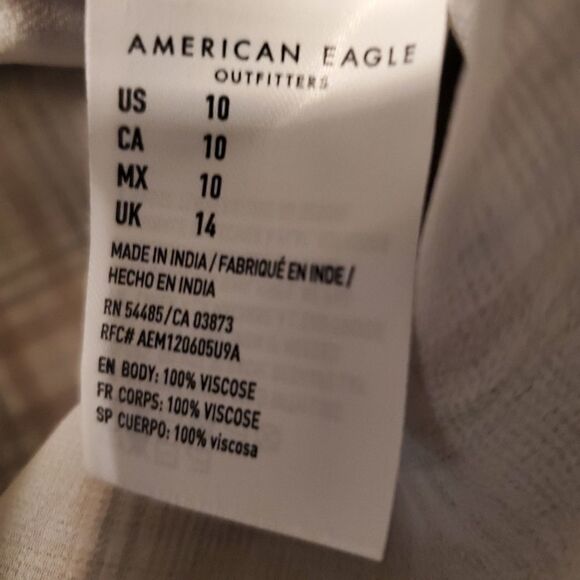 AMERICAN EAGLE
OUTFITTERS
US 10
CA 10
MX 10
UK 14
MADE IN INDIA / FABRIQUÉ EN INDE /
HECHO EN INDIA
RN 54485 / CA 03873
RFC# AEM120605U9A
EN BODY: 100% VISCOSE
FR CORPS: 100% VISCOSE
SP CUERPO: 100% viscosa